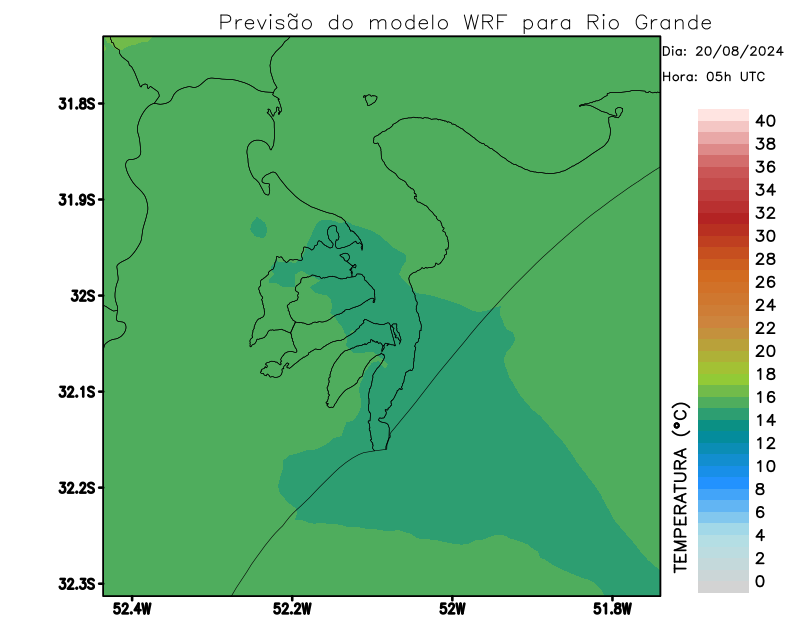 Previsão do modelo WRF para Rio Grande
Dia: 20/08/2024
Hora: 05h UTC
31.8S
31.9S
32S
32.1S
32.2S
32.3S
52.4W
52.2W
52W
51.8W
40
38
36
34
32
30
28
26
24
22
20
18
16
14
12
10
8
6
4
2
0
TEMPERATURA (°C)